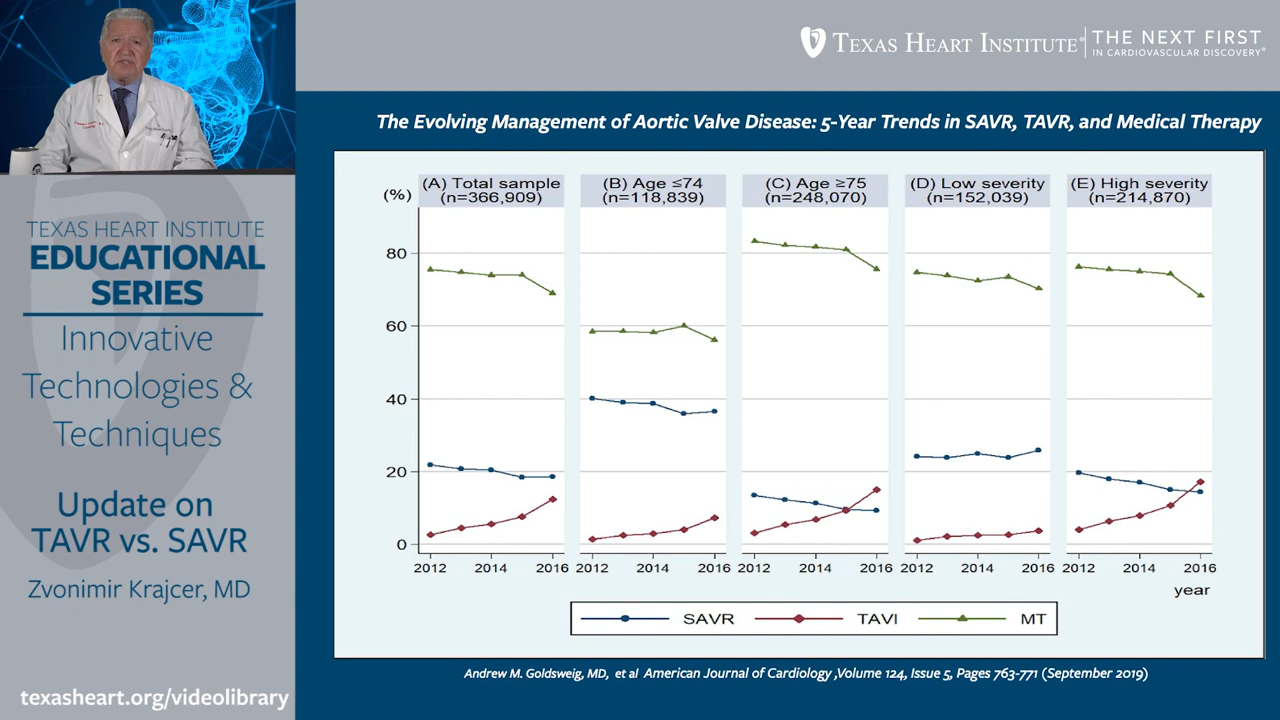 TEXAS HEART INSTITUTE®
THE NEXT FIRST
IN CARDIOVASCULAR DISCOVERY®
TEXAS HEART INSTITUTE
EDUCATIONAL
SERIES
Innovative
Technologies &
Techniques
Update on
TAVR vs. SAVR
Zvonimir Krajcer, MD
texasheart.org/videolibrary
The Evolving Management of Aortic Valve Disease: 5-Year Trends in SAVR, TAVR, and Medical Therapy
(%)
(A) Total sample
(n=366,909)
(B) Age ≤74
(n=118,839)
(C) Age ≥75
(n=248,070)
(D) Low severity
(n=152,039)
(E) High severity
(n=214,870)
80
60
40
20
0
2012 2014 2016
2012 2014 2016
2012 2014 2016
2012 2014 2016
2012 2014 2016
year
SAVR TAVI MT
Andrew M. Goldsweig, MD, et al American Journal of Cardiology ,Volume 124, Issue 5, Pages 763-771 (September 2019)